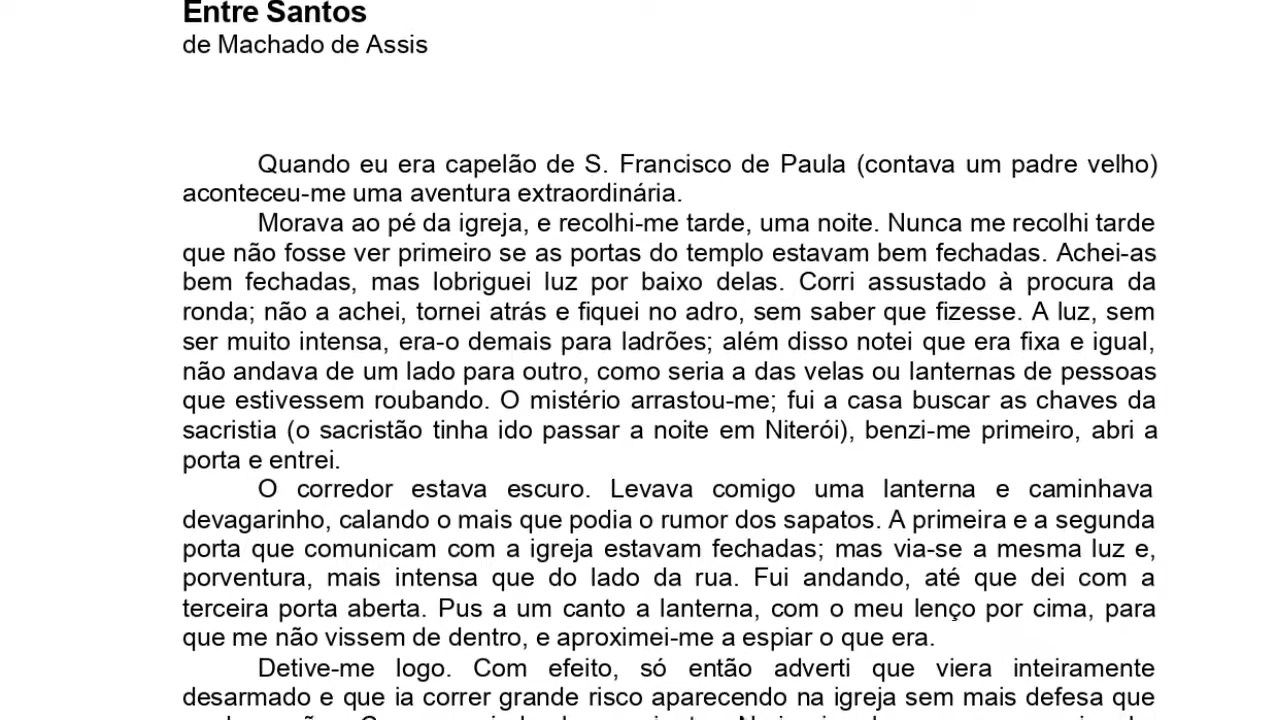 Entre Santos
de Machado de Assis
Quando eu era capelão de S. Francisco de Paula (contava um padre velho)
aconteceu-me uma aventura extraordinária.
Morava ao pé da igreja, e recolhi-me tarde, uma noite. Nunca me recolhi tarde
que não fosse ver primeiro se as portas do templo estavam bem fechadas. Achei-as
bem fechadas, mas lobriguei luz por baixo delas. Corri assustado à procura da
ronda; não a achei, tornei atrás e fiquei no adro, sem saber que fizesse. A luz, sem
ser muito intensa, era-o demais para ladrões; além disso notei que era fixa e igual,
não andava de um lado para outro, como seria a das velas ou lanternas de pessoas
que estivessem roubando. O mistério arrastou-me; fui a casa buscar as chaves da
sacristia (o sacristão tinha ido passar a noite em Niterói), benzi-me primeiro, abri a
porta e entrei.
O corredor estava escuro. Levava comigo uma lanterna e caminhava
devagarinho, calando o mais que podia o rumor dos sapatos. A primeira e a segunda
porta que comunicam com a igreja estavam fechadas; mas via-se a mesma luz e,
porventura, mais intensa que do lado da rua. Fui andando, até que dei com a
terceira porta aberta. Pus a um canto a lanterna, com o meu lenço por cima, para
que me não vissem de dentro, e aproximei-me a espiar o que era.
Detive-me logo. Com efeito, só então adverti que viera inteiramente
desarmado e que ia correr grande risco aparecendo na igreja sem mais defesa que